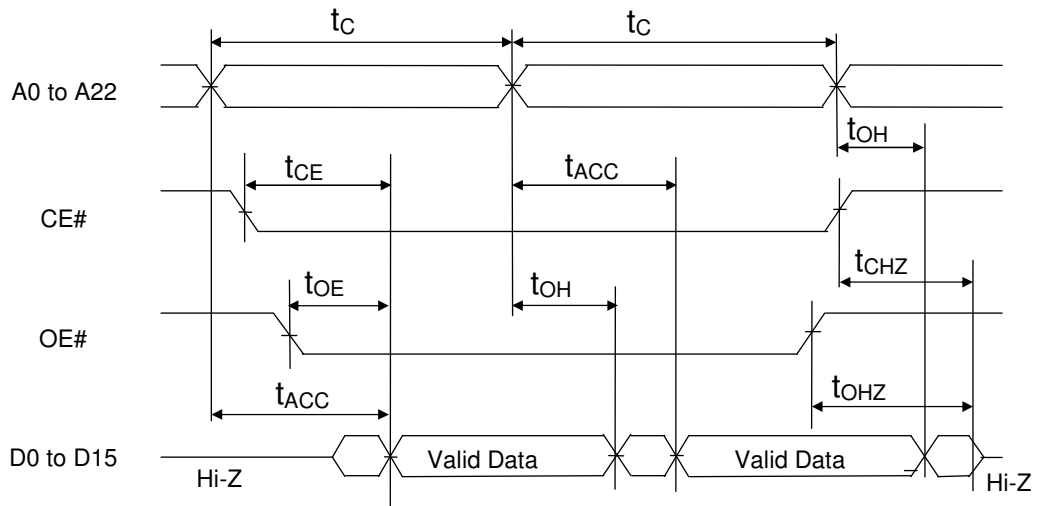 tC tC
A0 to A22
tOH
tCE tACC
CE#
tCHZ
tOE tOH
OE#
tACC tOHZ
D0 to D15 Valid Data Valid Data
Hi-Z Hi-Z